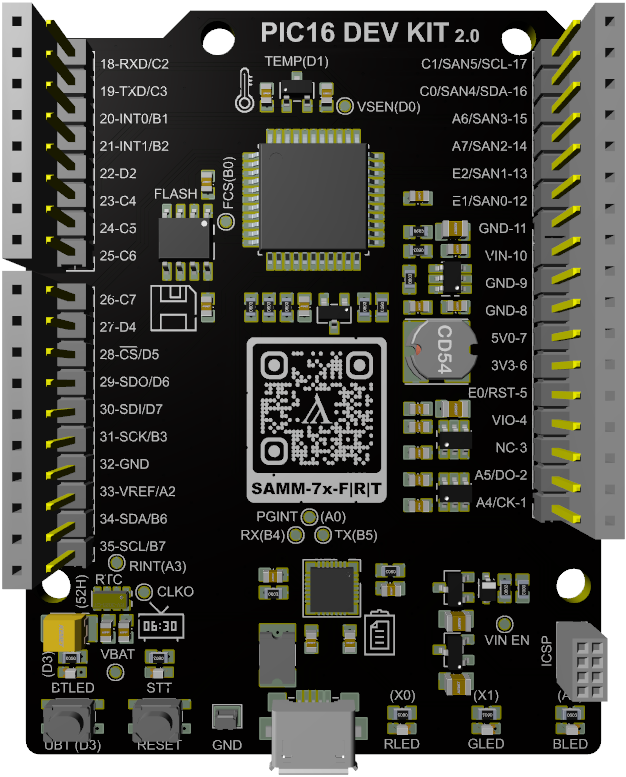 PIC16 DEV KIT 2.0
TEMP(D1)
VSEN(D0)
18-RXD/C2
19-TXD/C3
20-INT0/B1
21-INT1/B2
22-D2
23-C4
24-C5
25-C6
FLASH
FCS(B0)
C1/SAN5/SCL-17
C0/SAN4/SDA-16
A6/SAN3-15
A7/SAN2-14
E2/SAN1-13
E1/SAN0-12
GND-11
VIN-10
GND-9
GND-8
5V0-7
3V3-6
E0/RST-5
VIO-4
NC-3
A5/DO-2
A4/CK-1
26-C7
27-D4
28-CS/D5
29-SDO/D6
30-SDI/D7
31-SCK/B3
32-GND
33-VREF/A2
34-SDA/B6
35-SCL/B7
CD54
SAMM-7x-F|R|T
PGINT (A0)
RX(B4) TX(B5)
RINT(A3)
(52H)
RTC
CLKO
06:30
VBAT
(D3)
BTLED
STT
UBT (D3)
RESET
GND
VIN EN
ICSP
(X0)
RLED
(X1)
GLED
BLED